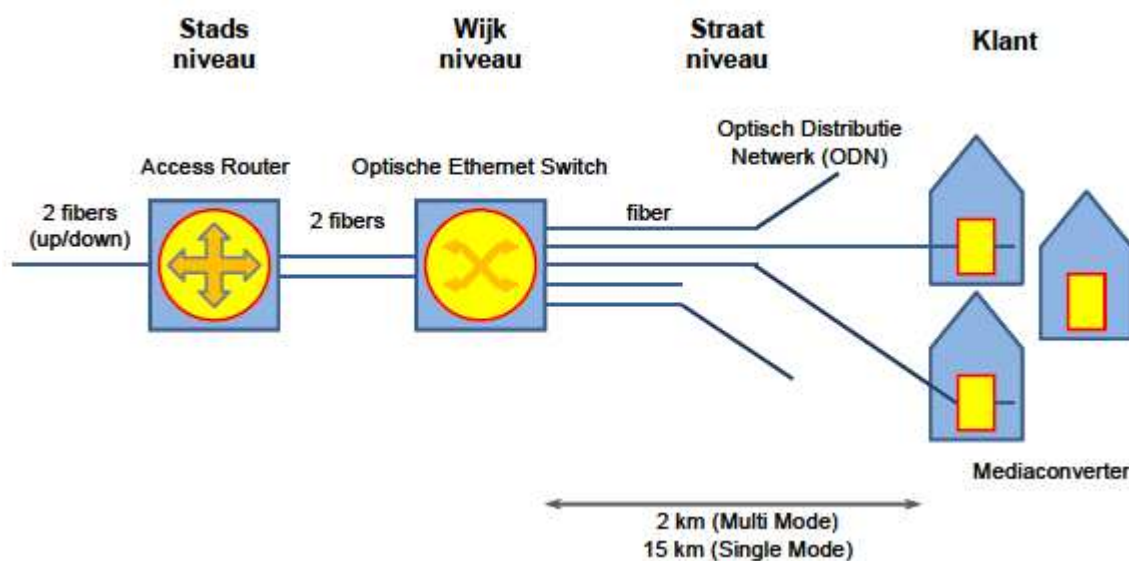 Stads
niveau
Wijk
niveau
Straat
niveau
Klant
Optisch Distributie
Netwerk (ODN)
Access Router
Optische Ethernet Switch
2 fibers
(up/down)
2 fibers
fiber
Mediaconverter
2 km (Multi Mode)
15 km (Single Mode)